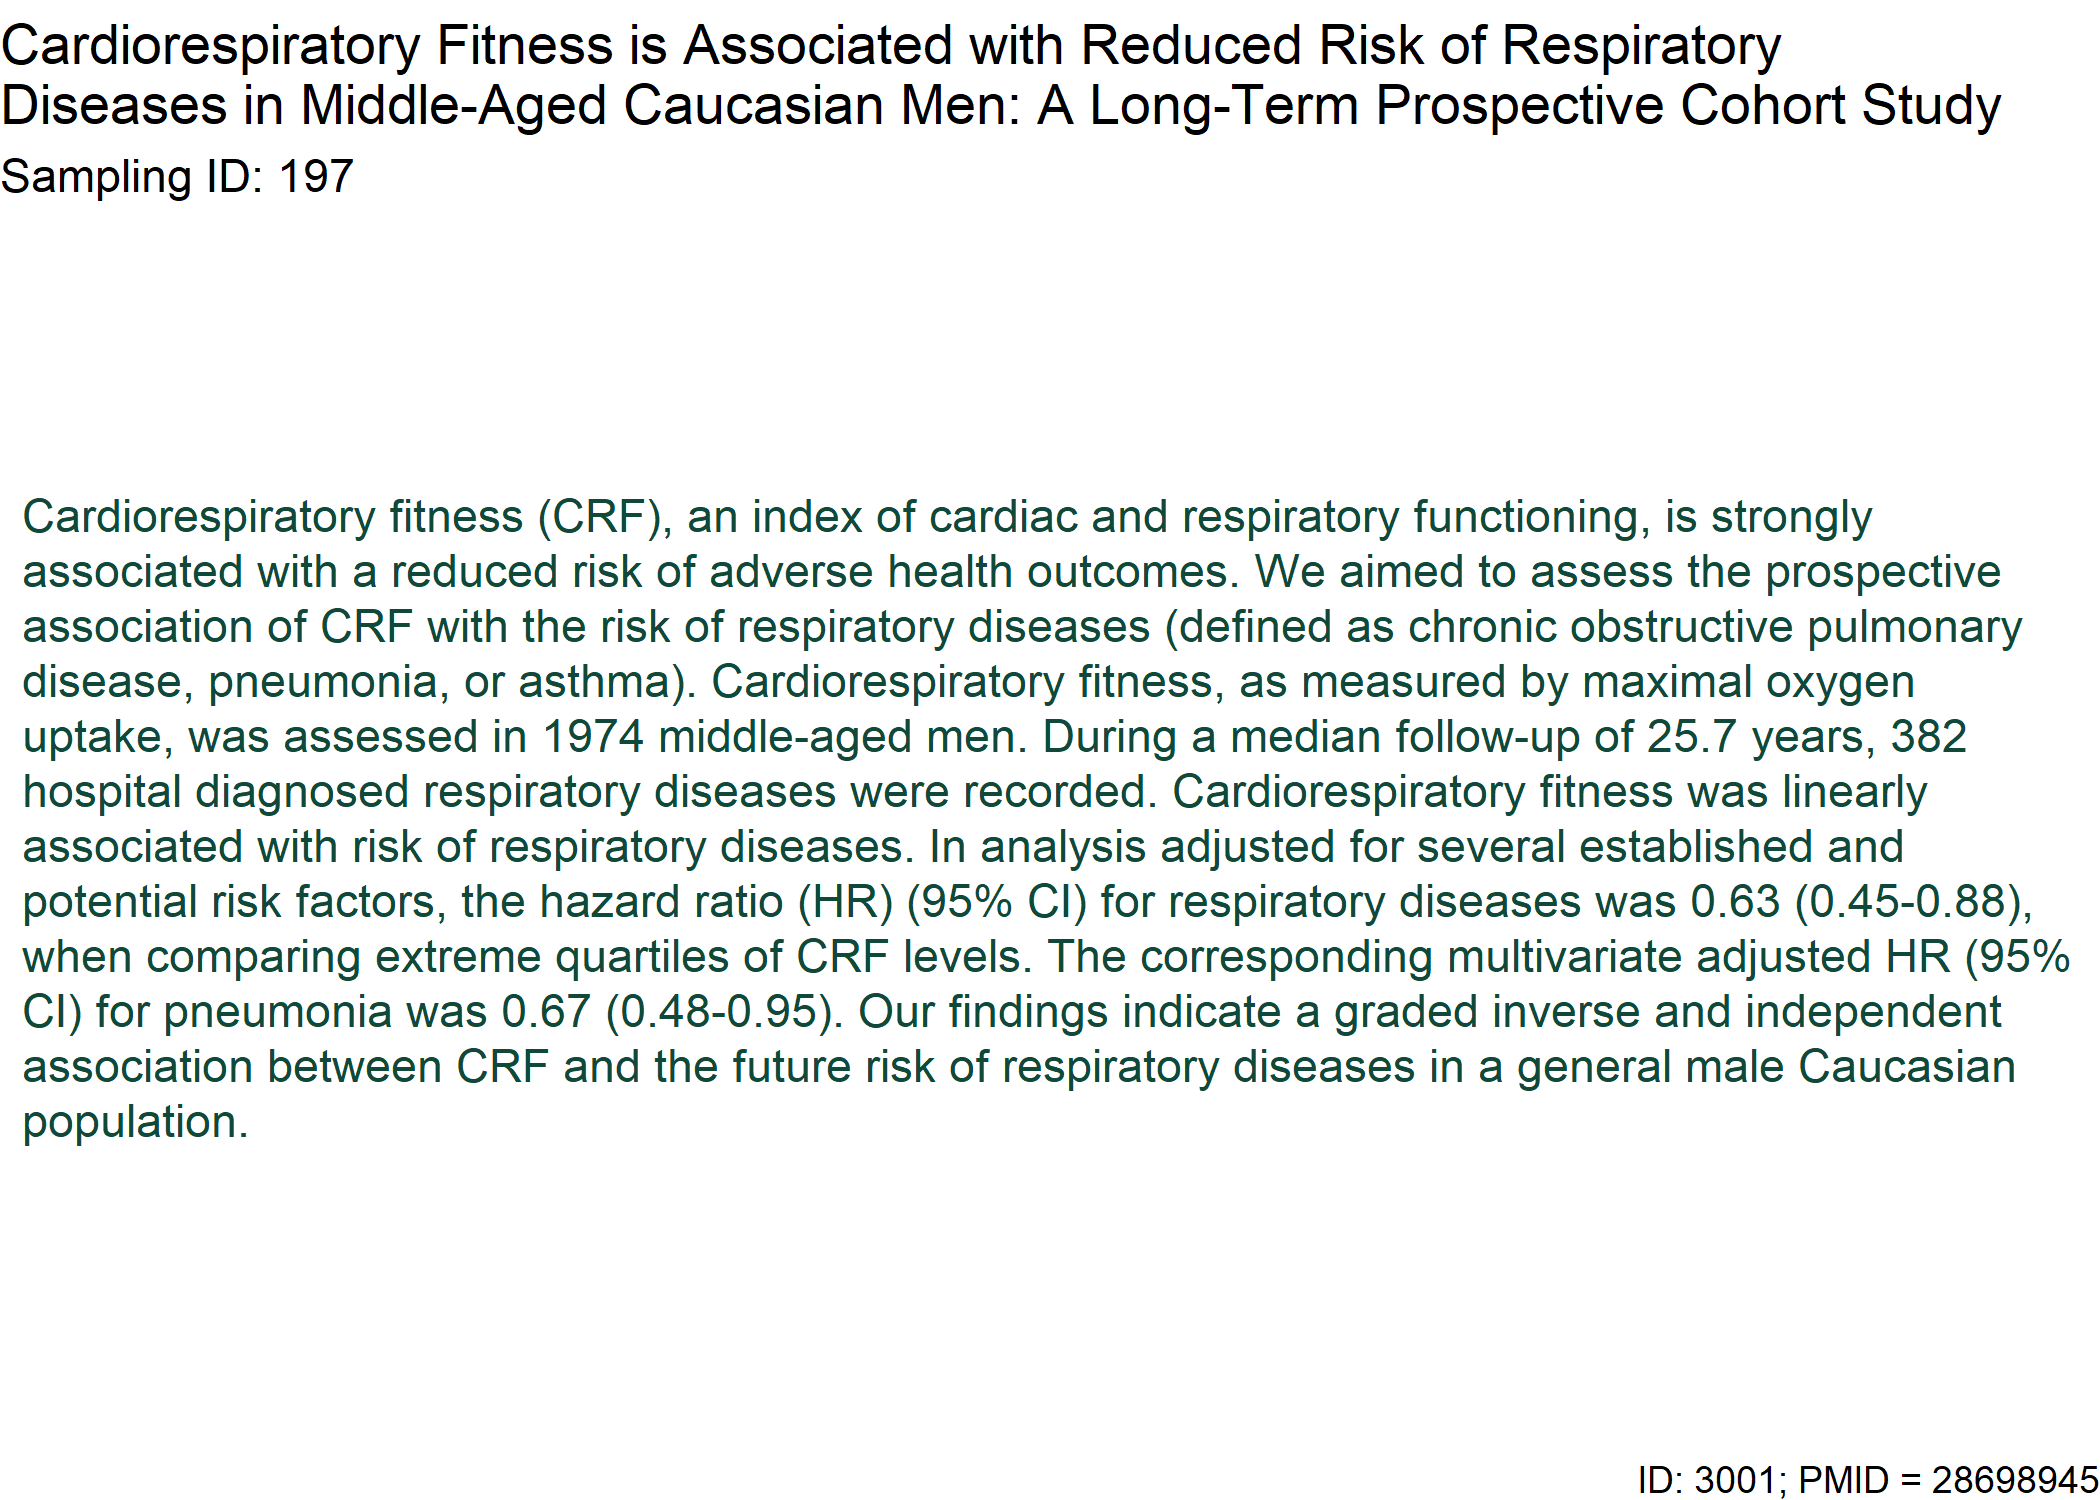 Cardiorespiratory Fitness is Associated with Reduced Risk of Respiratory
Diseases in Middle-Aged Caucasian Men: A Long-Term Prospective Cohort Study
Sampling ID: 197
Cardiorespiratory fitness (CRF), an index of cardiac and respiratory functioning, is strongly
associated with a reduced risk of adverse health outcomes. We aimed to assess the prospective
association of CRF with the risk of respiratory diseases (defined as chronic obstructive pulmonary
disease, pneumonia, or asthma). Cardiorespiratory fitness, as measured by maximal oxygen
uptake, was assessed in 1974 middle-aged men. During a median follow-up of 25.7 years, 382
hospital diagnosed respiratory diseases were recorded. Cardiorespiratory fitness was linearly
associated with risk of respiratory diseases. In analysis adjusted for several established and
potential risk factors, the hazard ratio (HR) (95% CI) for respiratory diseases was 0.63 (0.45-0.88),
when comparing extreme quartiles of CRF levels. The corresponding multivariate adjusted HR (95%
CI) for pneumonia was 0.67 (0.48-0.95). Our findings indicate a graded inverse and independent
association between CRF and the future risk of respiratory diseases in a general male Caucasian
population.
ID: 3001; PMID = 28698945